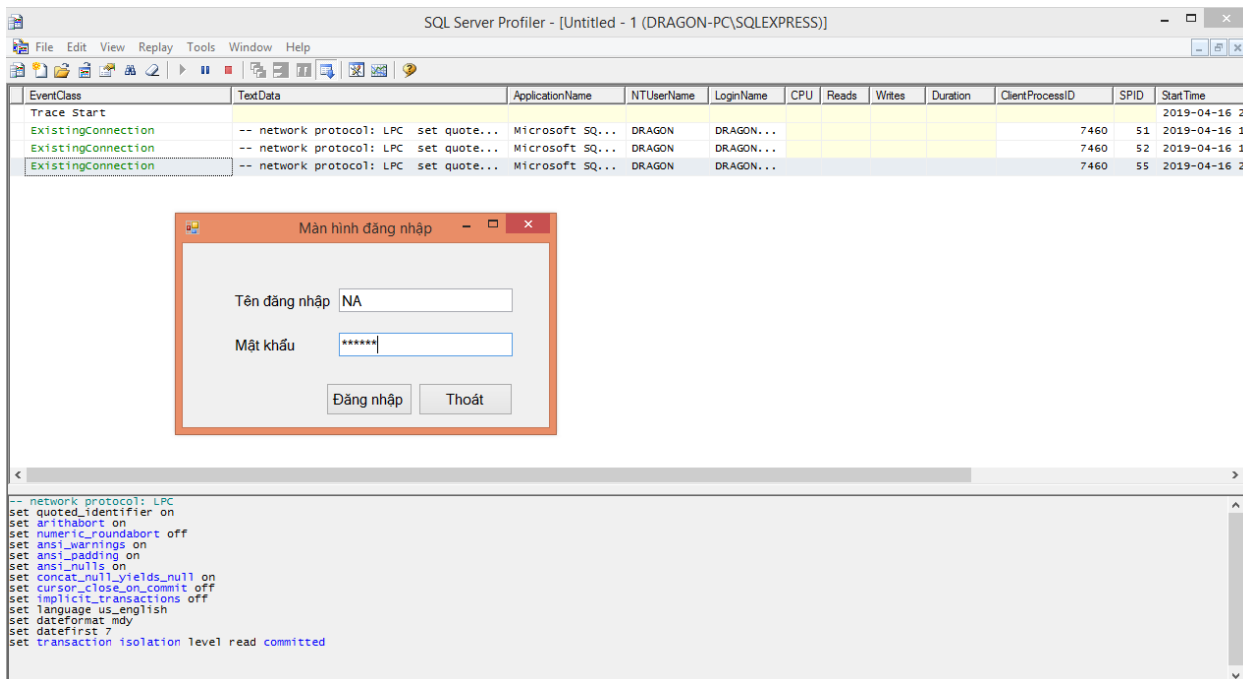 SQL Server Profiler - [Untitled - 1 (DRAGON-PC\SQLEXPRESS)]
File Edit View Replay Tools Window Help
EventClass TextData ApplicationName NTUserName LoginName CPU Reads Writes Duration ClientProcessID SPID StartTime
Trace Start 2019-04-16 2
ExistingConnection -- network protocol: LPC set quote... Microsoft SQ... DRAGON DRAGON... 7460 51 2019-04-16 1
ExistingConnection -- network protocol: LPC set quote... Microsoft SQ... DRAGON DRAGON... 7460 52 2019-04-16 1
ExistingConnection -- network protocol: LPC set quote... Microsoft SQ... DRAGON DRAGON... 7460 55 2019-04-16 2
Màn hình đăng nhập
Tên đăng nhập NA
Mật khẩu ******
Đăng nhập Thoát
-- network protocol: LPC
set quoted_identifier on
set arithabort on
set numeric_roundabort off
set ansi_warnings on
set ansi_padding on
set ansi_nulls on
set concat_null_yields_null on
set cursor_close_on_commit off
set implicit_transactions off
set language us_english
set dateformat mdy
set datefirst 7
set transaction isolation level read committed